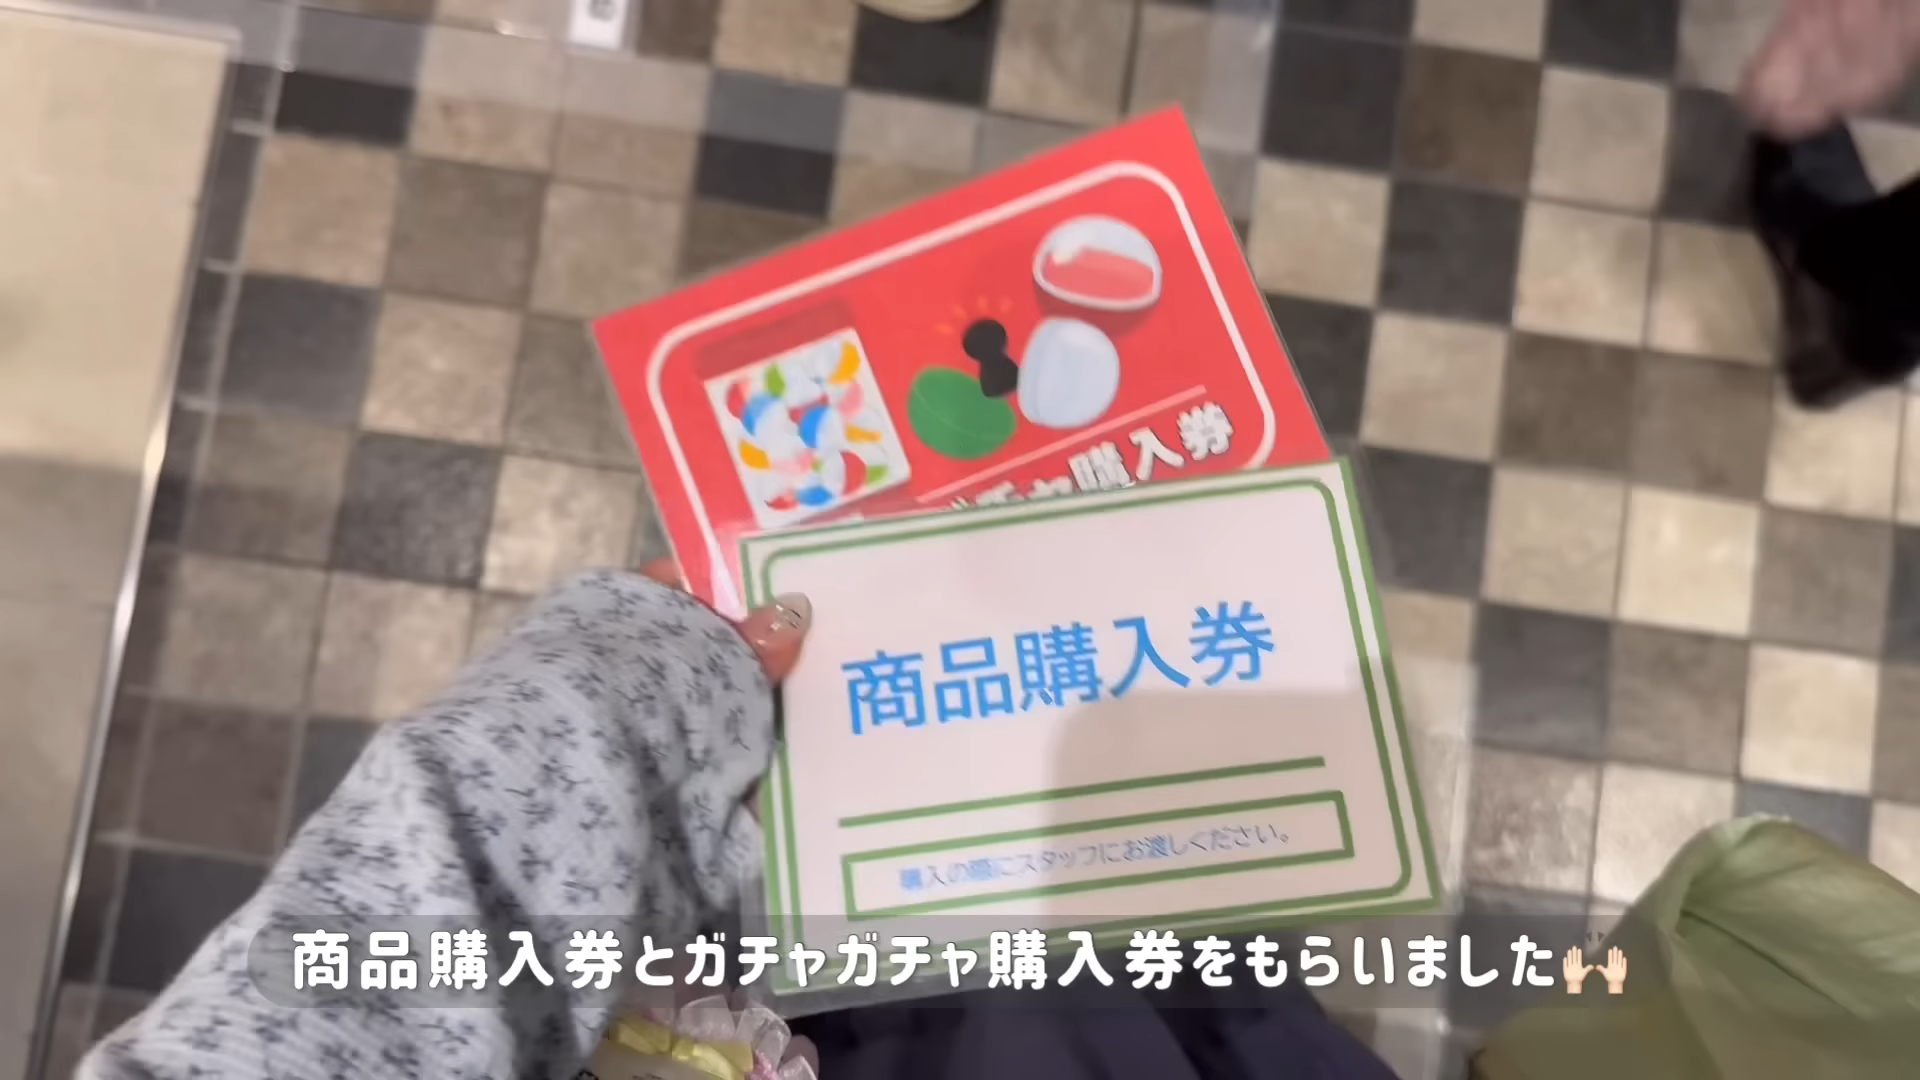 チャ購入券
商品購入券
購入の際にスタッフにお渡しください。
商品購入券とガチャガチャ購入券をもらいました🙌🏻